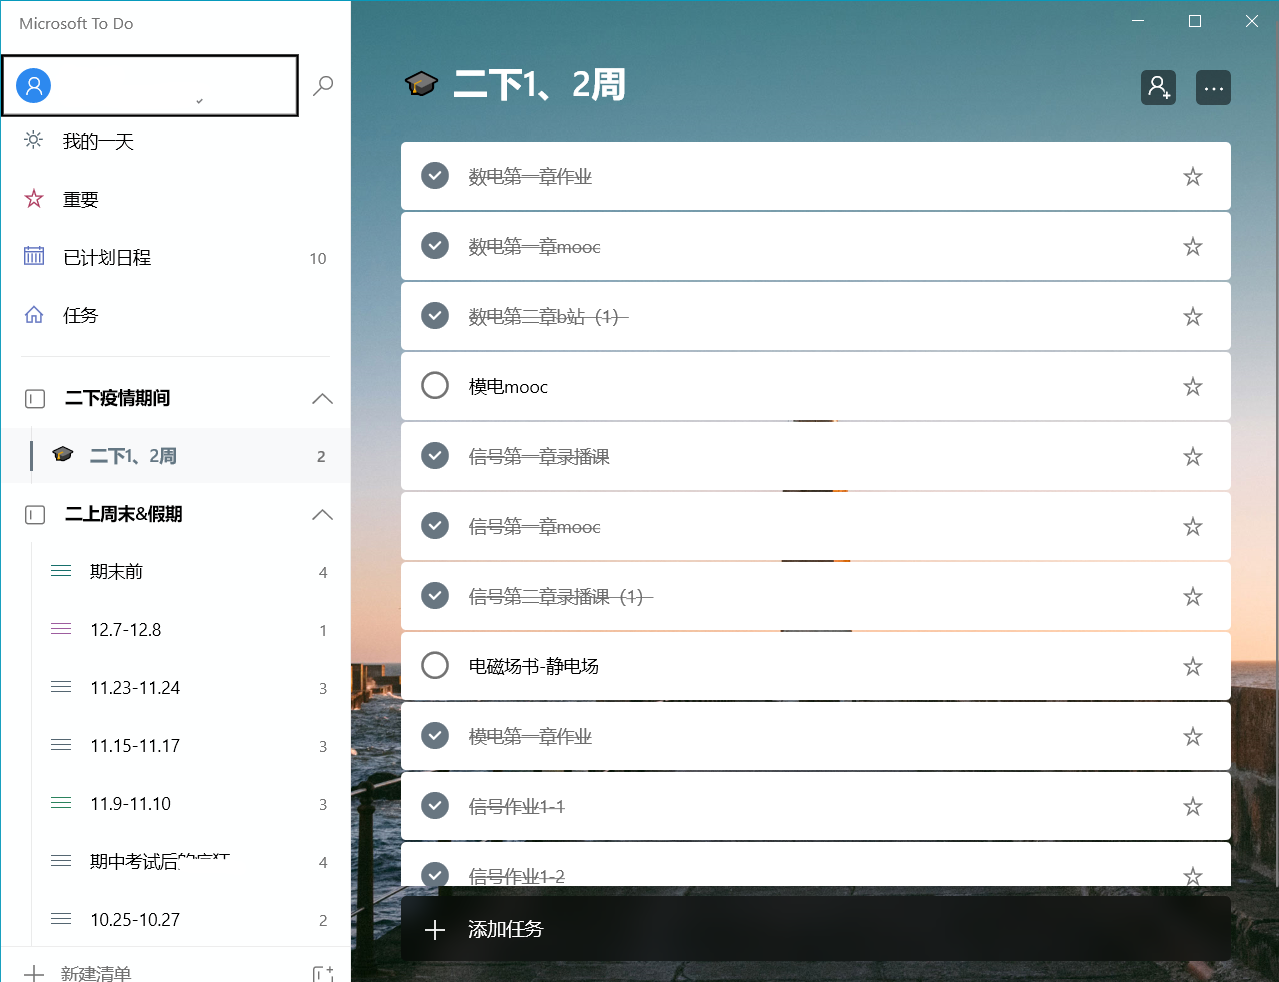 Microsoft To Do
我的一天
重要
已计划日程 10
任务
二下疫情期间
二下1、2周 2
二上周末&假期
期末前 4
12.7-12.8 1
11.23-11.24 3
11.15-11.17 3
11.9-11.10 3
期中考试后的疯狂 4
10.25-10.27 2
新建清单
二下1、2周
数电第一章作业
数电第一章mooc
数电第二章b站（1）
模电mooc
信号第一章录播课
信号第一章mooc
信号第二章录播课（1）
电磁场书-静电场
模电第一章作业
信号作业1-1
信号作业1-2
添加任务